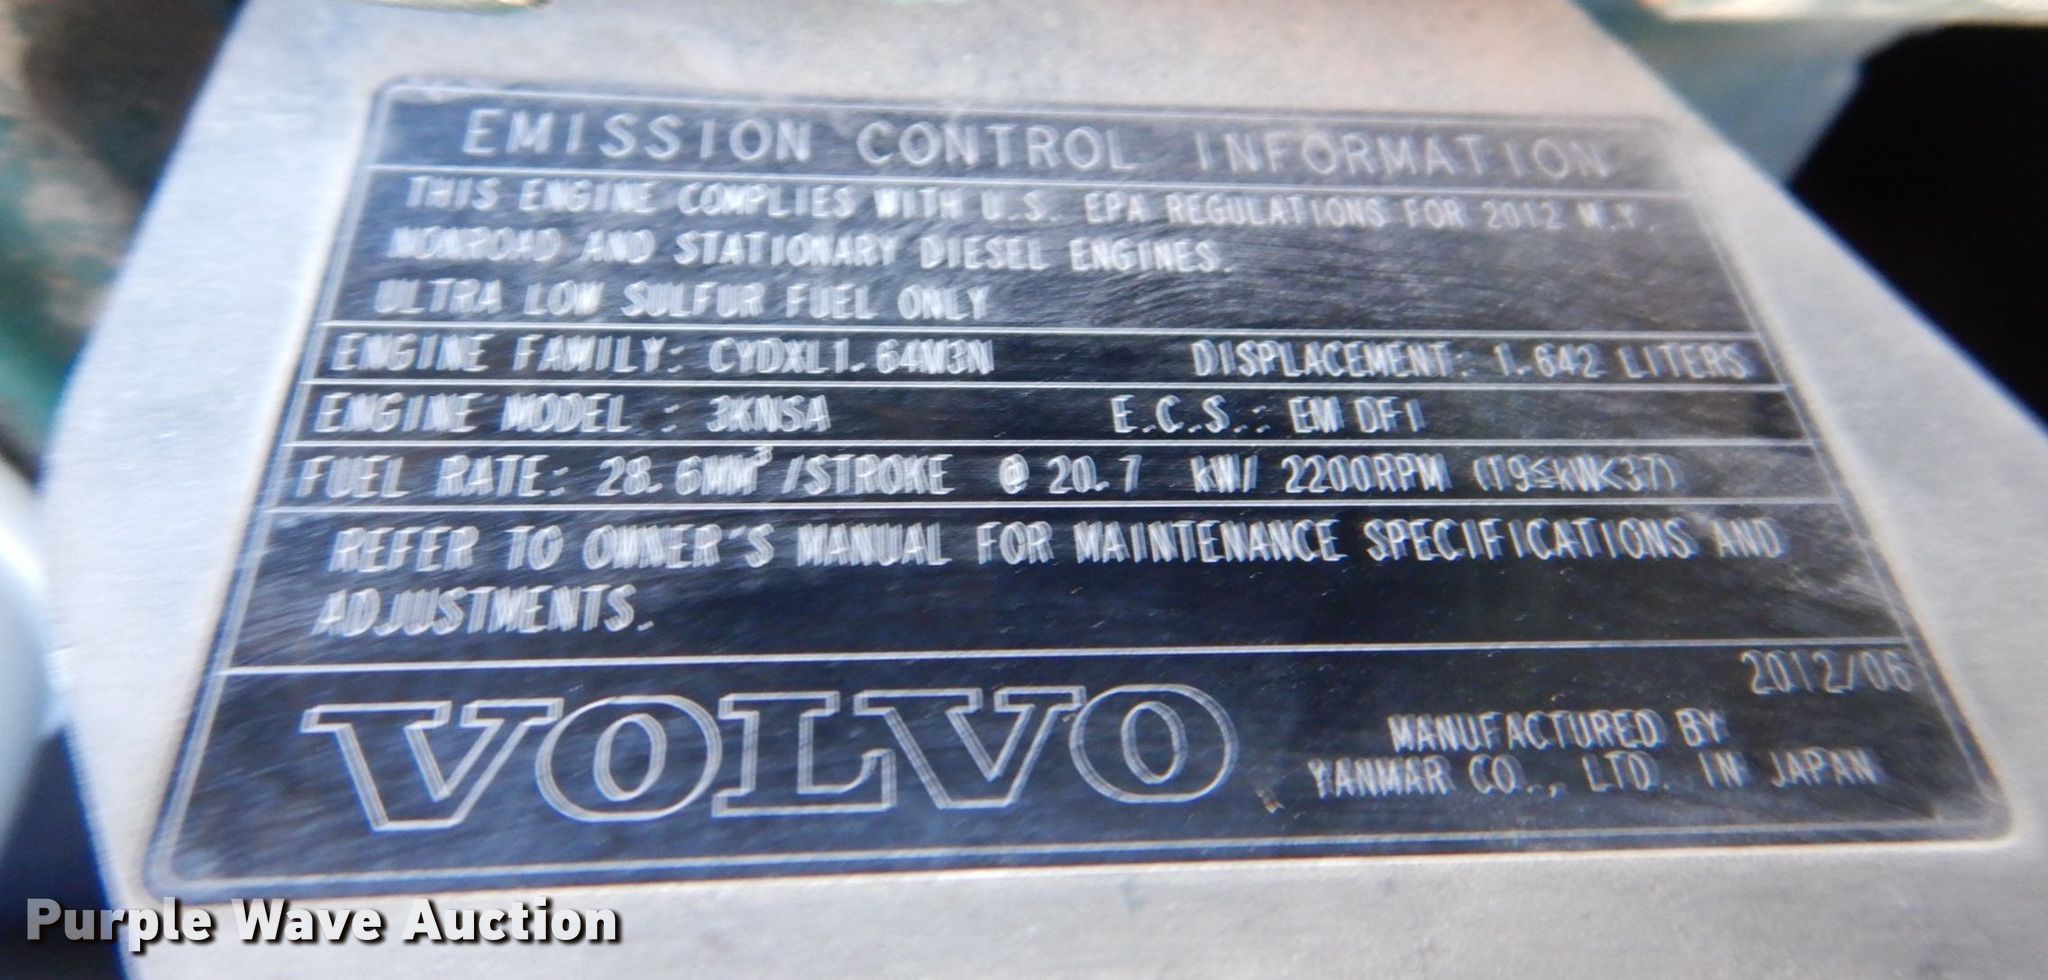 EMISSION CONTROL INFORMATION
THIS ENGINE COMPLIES WITH U.S. EPA REGULATIONS FOR 2012 M.Y.
NONROAD AND STATIONARY DIESEL ENGINES.
ULTRA LOW SULFUR FUEL ONLY
ENGINE FAMILY: CYDXL1.64M3N DISPLACEMENT: 1.642 LITERS
ENGINE MODEL : 3KNSA E.C.S.: EM DFI
FUEL RATE: 28.6MM³/STROKE @ 20.7 kW/ 2200RPM (19≤kW<37)
REFER TO OWNER'S MANUAL FOR MAINTENANCE SPECIFICATIONS AND
ADJUSTMENTS.
2012/06
VOLVO
MANUFACTURED BY
YANMAR CO., LTD. IN JAPAN
Purple Wave Auction